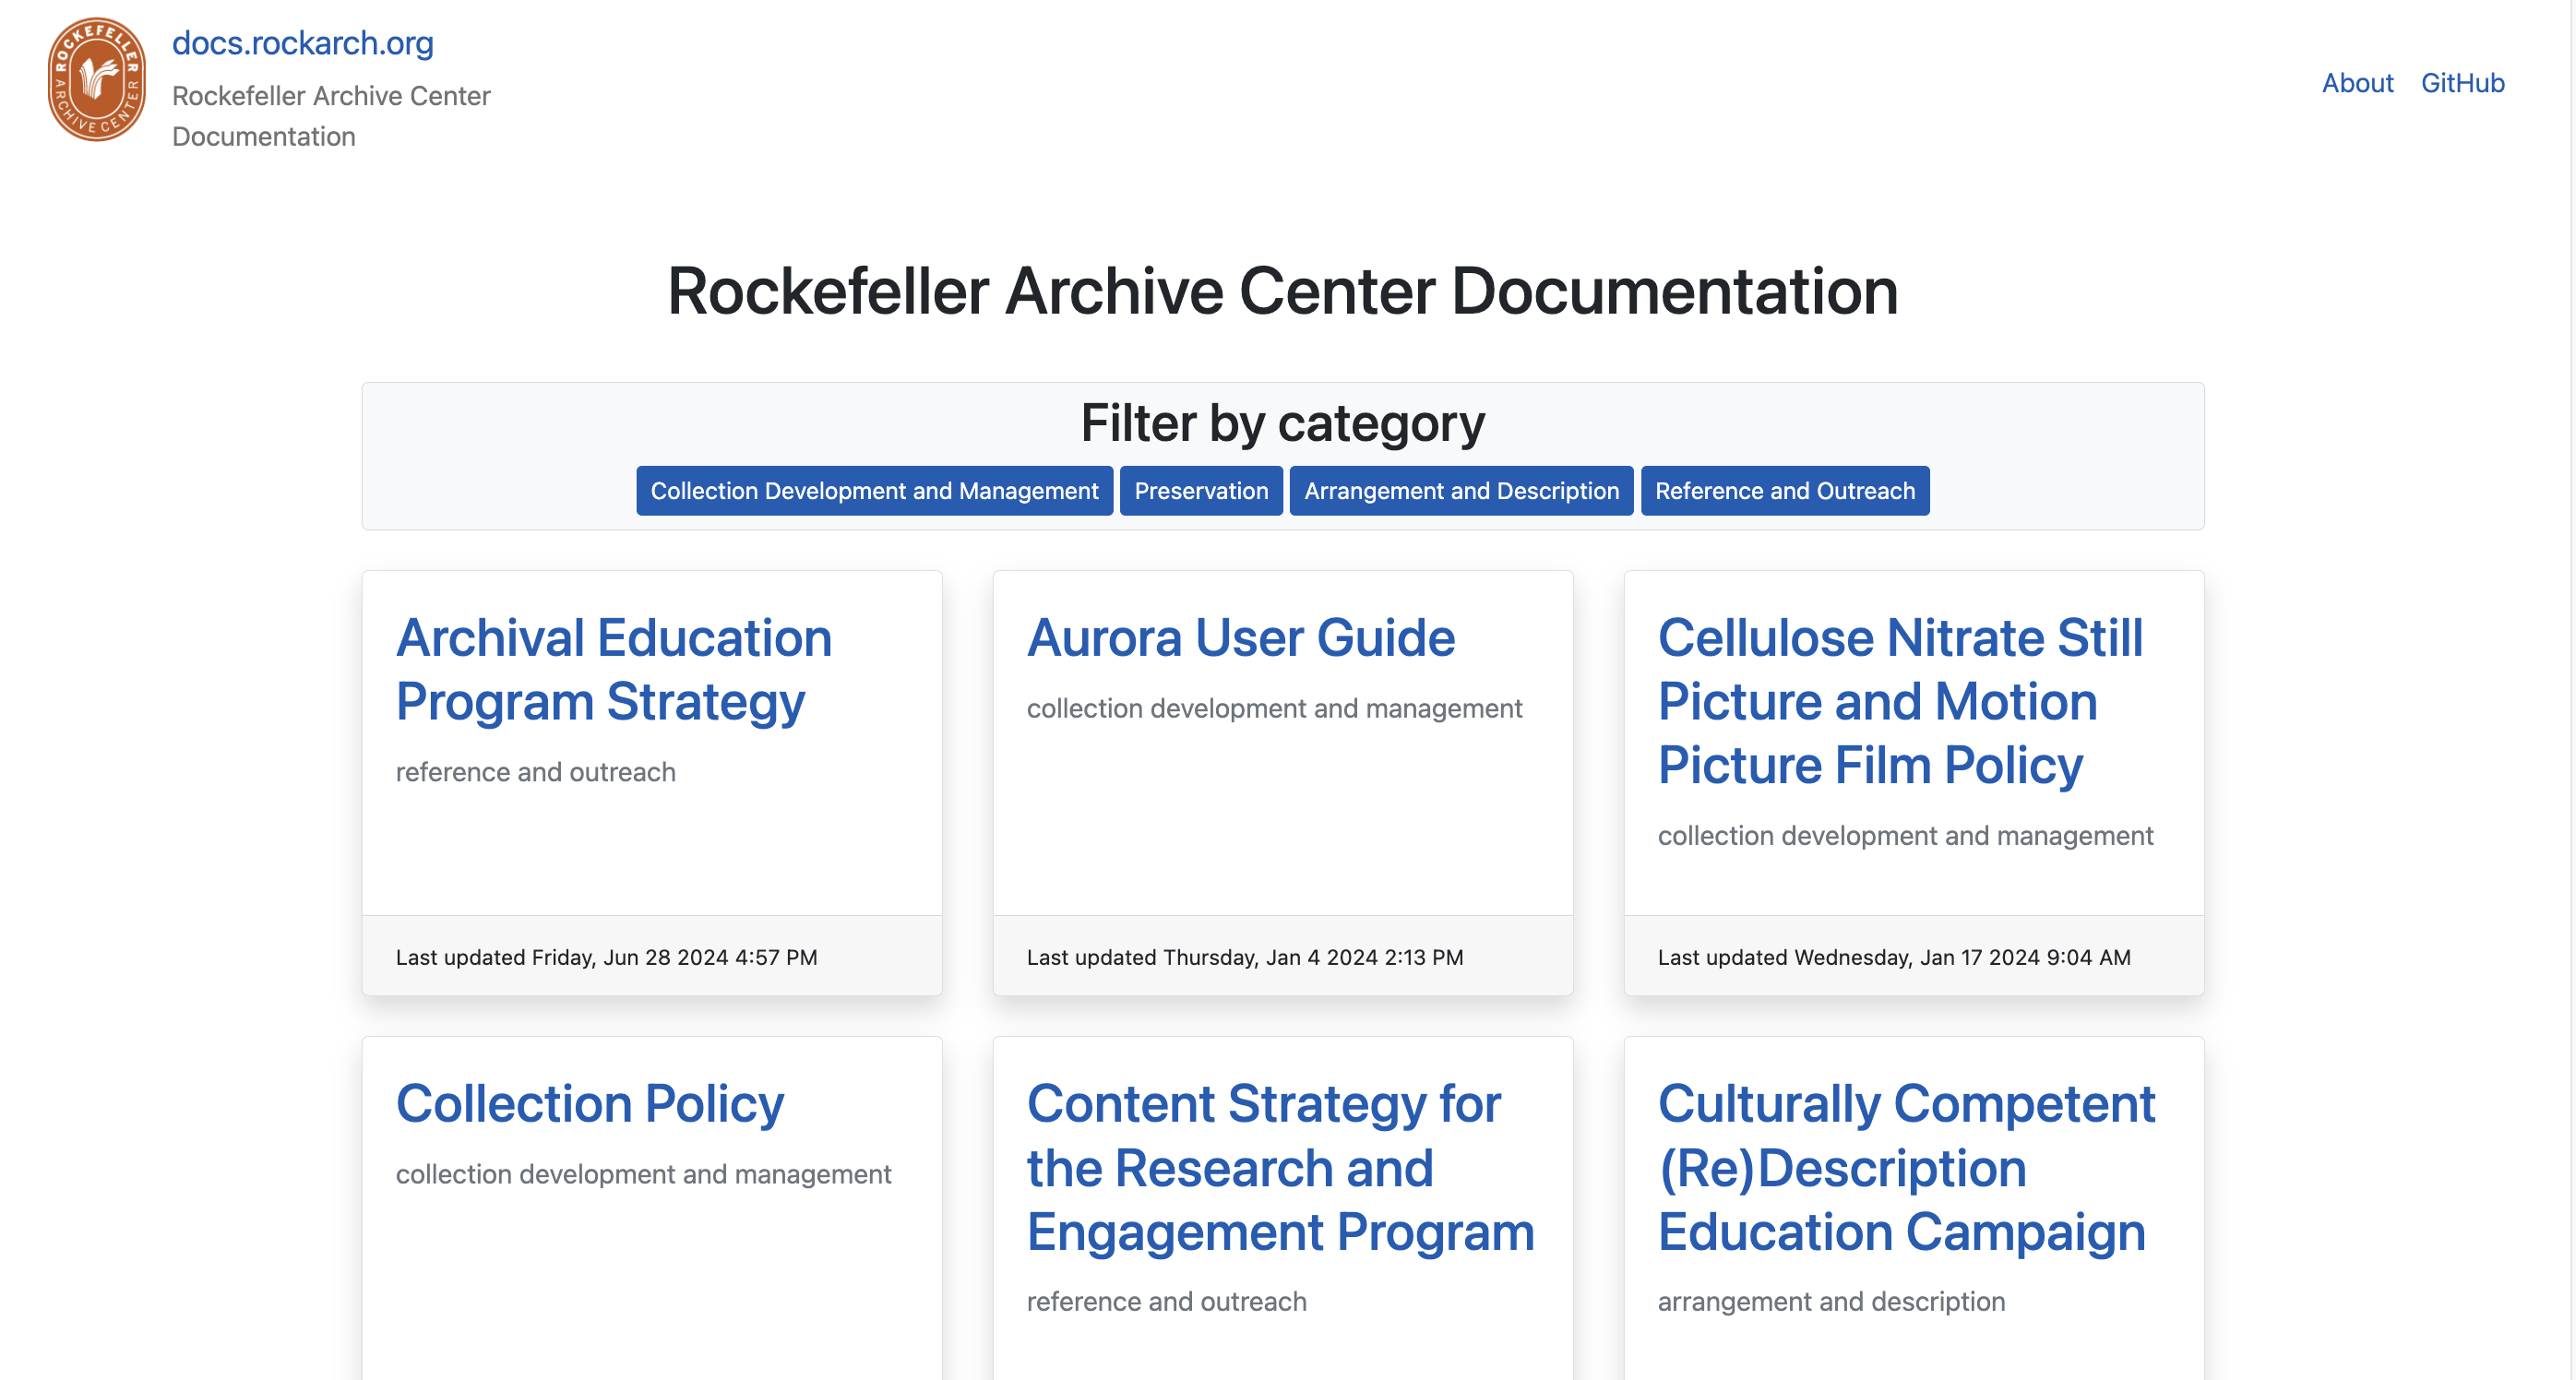 ROCKEFELLER
ARCHIVE CENTER
docs.rockarch.org
Rockefeller Archive Center
Documentation
About GitHub
Rockefeller Archive Center Documentation
Filter by category
Collection Development and Management Preservation Arrangement and Description Reference and Outreach
Archival Education
Program Strategy
reference and outreach
Last updated Friday, Jun 28 2024 4:57 PM
Aurora User Guide
collection development and management
Last updated Thursday, Jan 4 2024 2:13 PM
Cellulose Nitrate Still
Picture and Motion
Picture Film Policy
collection development and management
Last updated Wednesday, Jan 17 2024 9:04 AM
Collection Policy
collection development and management
Content Strategy for
the Research and
Engagement Program
reference and outreach
Culturally Competent
(Re)Description
Education Campaign
arrangement and description